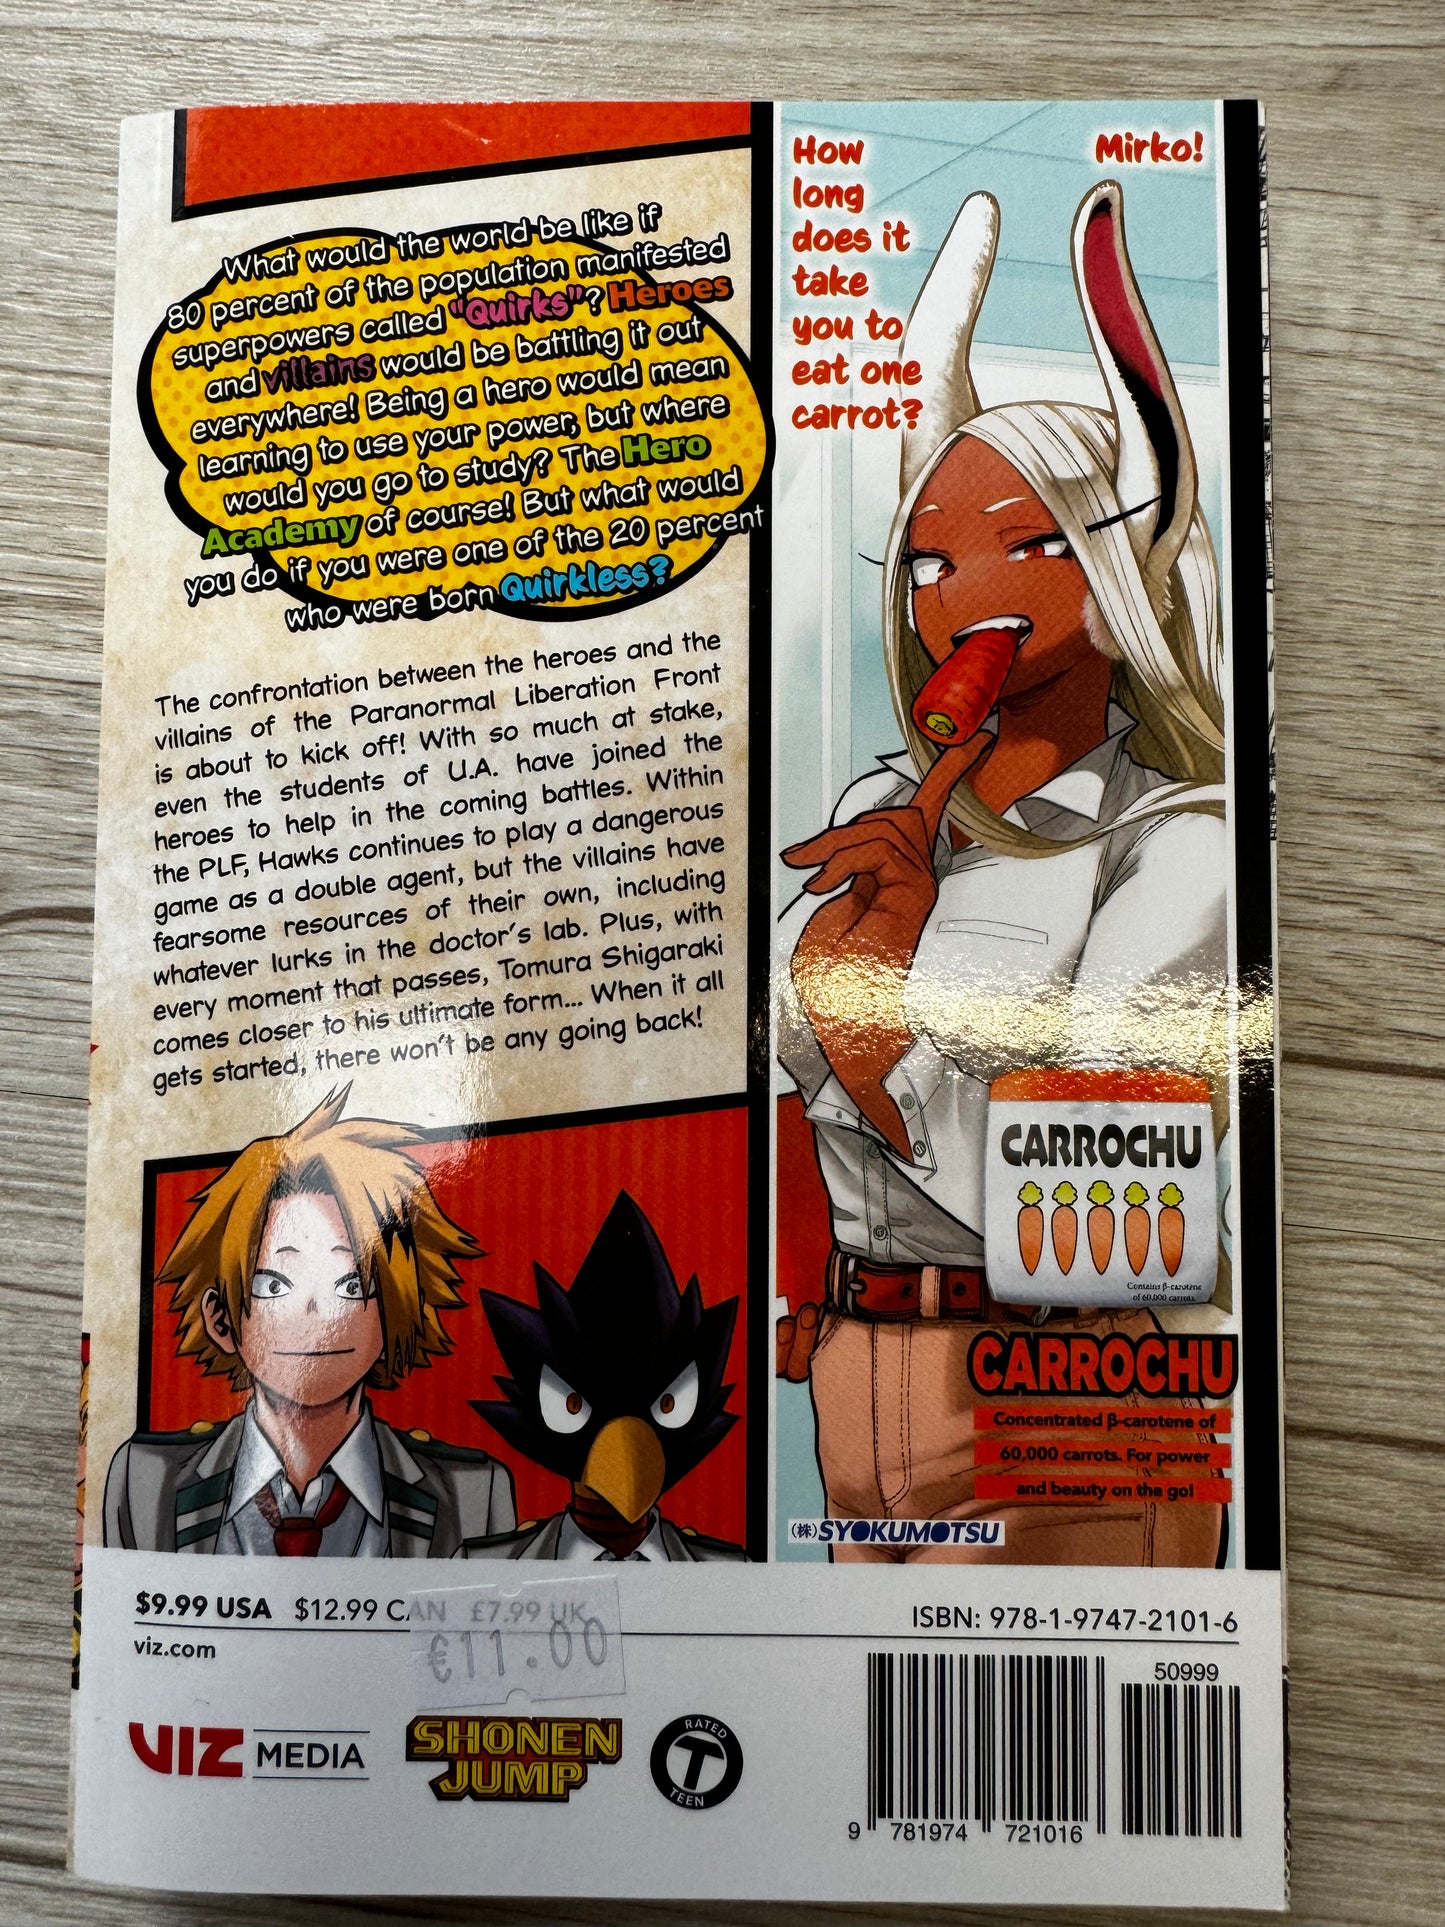 What would the world be like if
80 percent of the population manifested
superpowers called "Quirks"? Heroes
and villains would be battling it out
everywhere! Being a hero would mean
learning to use your power, but where
would you go to study? The Hero
Academy of course! But what would
you do if you were one of the 20 percent
who were born Quirkless?
The confrontation between the heroes and the
villains of the Paranormal Liberation Front
is about to kick off! With so much at stake,
even the students of U.A. have joined the
heroes to help in the coming battles. Within
the PLF, Hawks continues to play a dangerous
game as a double agent, but the villains have
fearsome resources of their own, including
whatever lurks in the doctor's lab. Plus, with
every moment that passes, Tomura Shigaraki
comes closer to his ultimate form... When it all
gets started, there won't be any going back!
Mirko!
How
long
does it
take
you to
eat one
carrot?
CARROCHU
Contains β-carotene
of 60,000 carrots.
CARROCHU
Concentrated β-carotene of
60,000 carrots. For power
and beauty on the go!
(株)SYOKUMOTSU
$9.99 USA $12.99 CAN £7.99 UK
€11.00
viz.com
ISBN: 978-1-9747-2101-6
50999
VIZ MEDIA
SHONEN
JUMP
RATED
T
TEEN
9 781974 721016